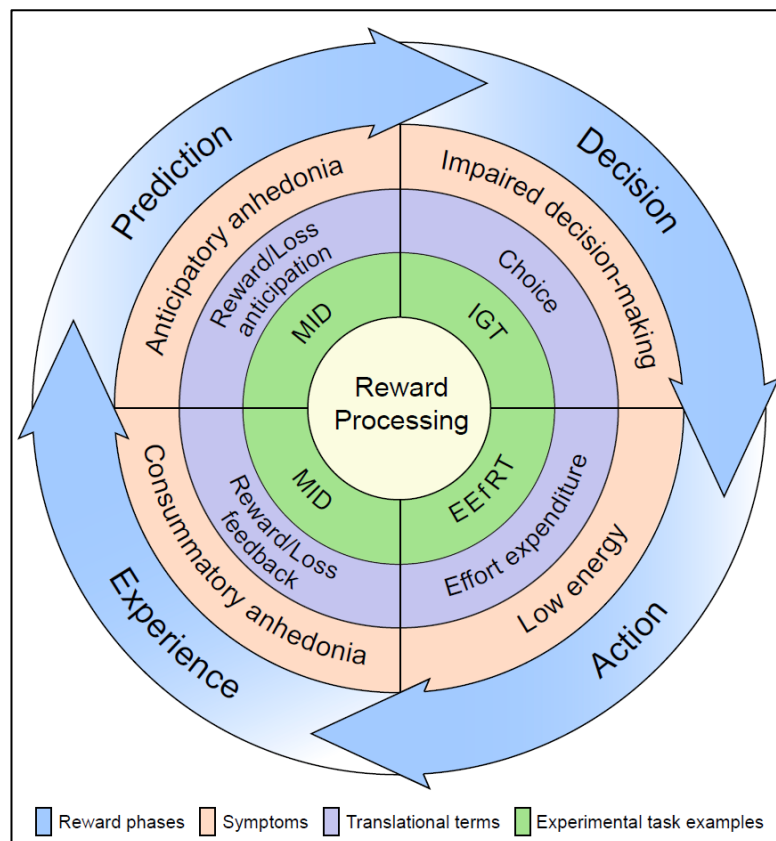 Prediction
Decision
Action
Experience
Anticipatory anhedonia
Impaired decision-making
Low energy
Consummatory anhedonia
Reward/Loss
anticipation
Choice
Effort expenditure
Reward/Loss
feedback
MID
IGT
EEfRT
MID
Reward
Processing
Reward phases
Symptoms
Translational terms
Experimental task examples